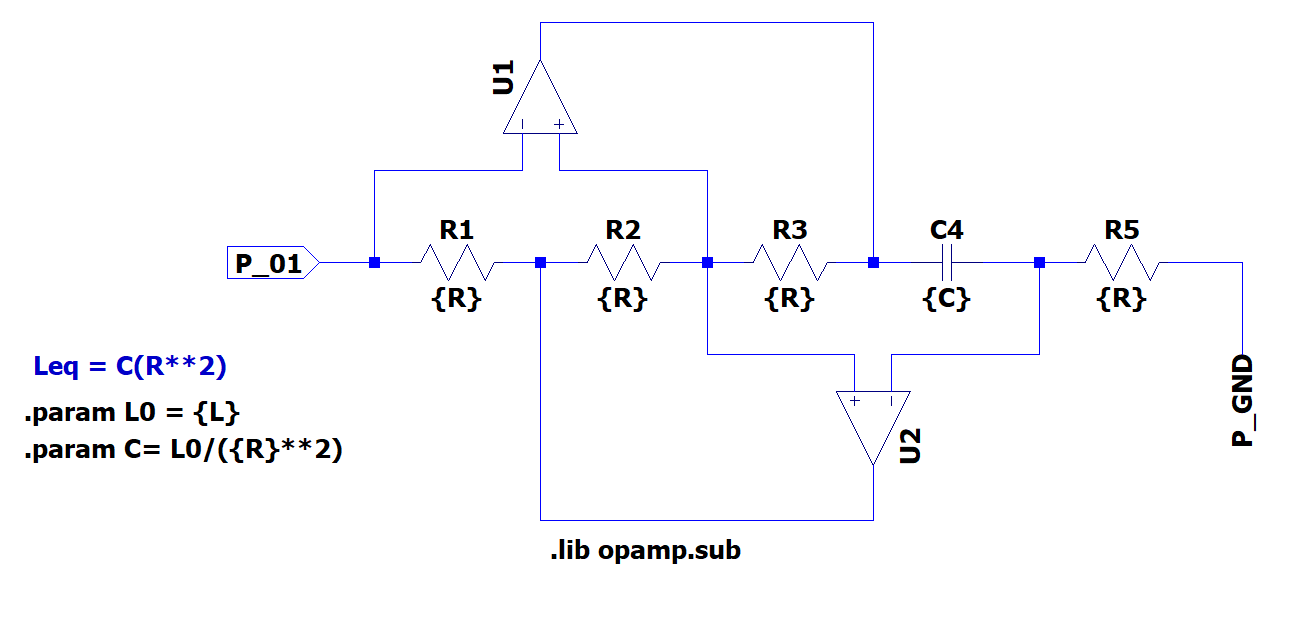 U1
- +
R1 R2 R3 C4 R5
P_01
{R} {R} {R} {C} {R}
Leq = C(R**2)
.param L0 = {L}
.param C= L0/({R}**2)
+ -
U2
P_GND
.lib opamp.sub